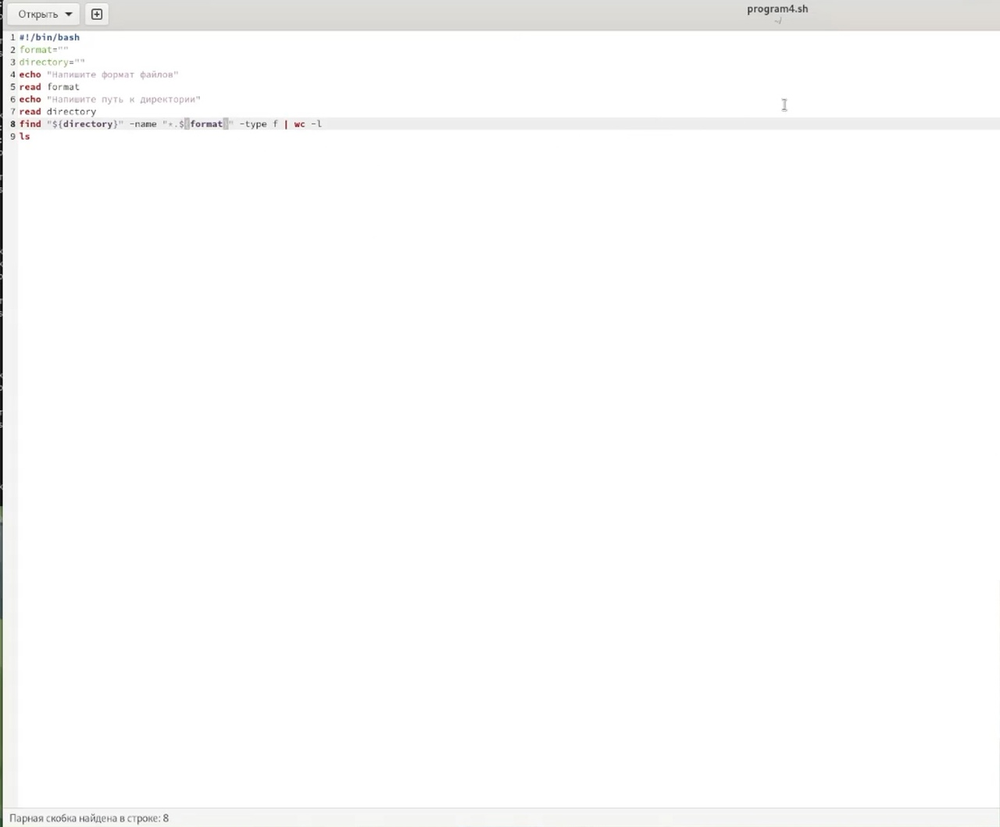 Открыть
program4.sh
~/
1 #!/bin/bash
2 format=""
3 directory=""
4 echo "Напишите формат файлов"
5 read format
6 echo "Напишите путь к директории"
7 read directory
8 find "${directory}" -name "*.${format}" -type f | wc -l
9 ls
Парная скобка найдена в строке: 8